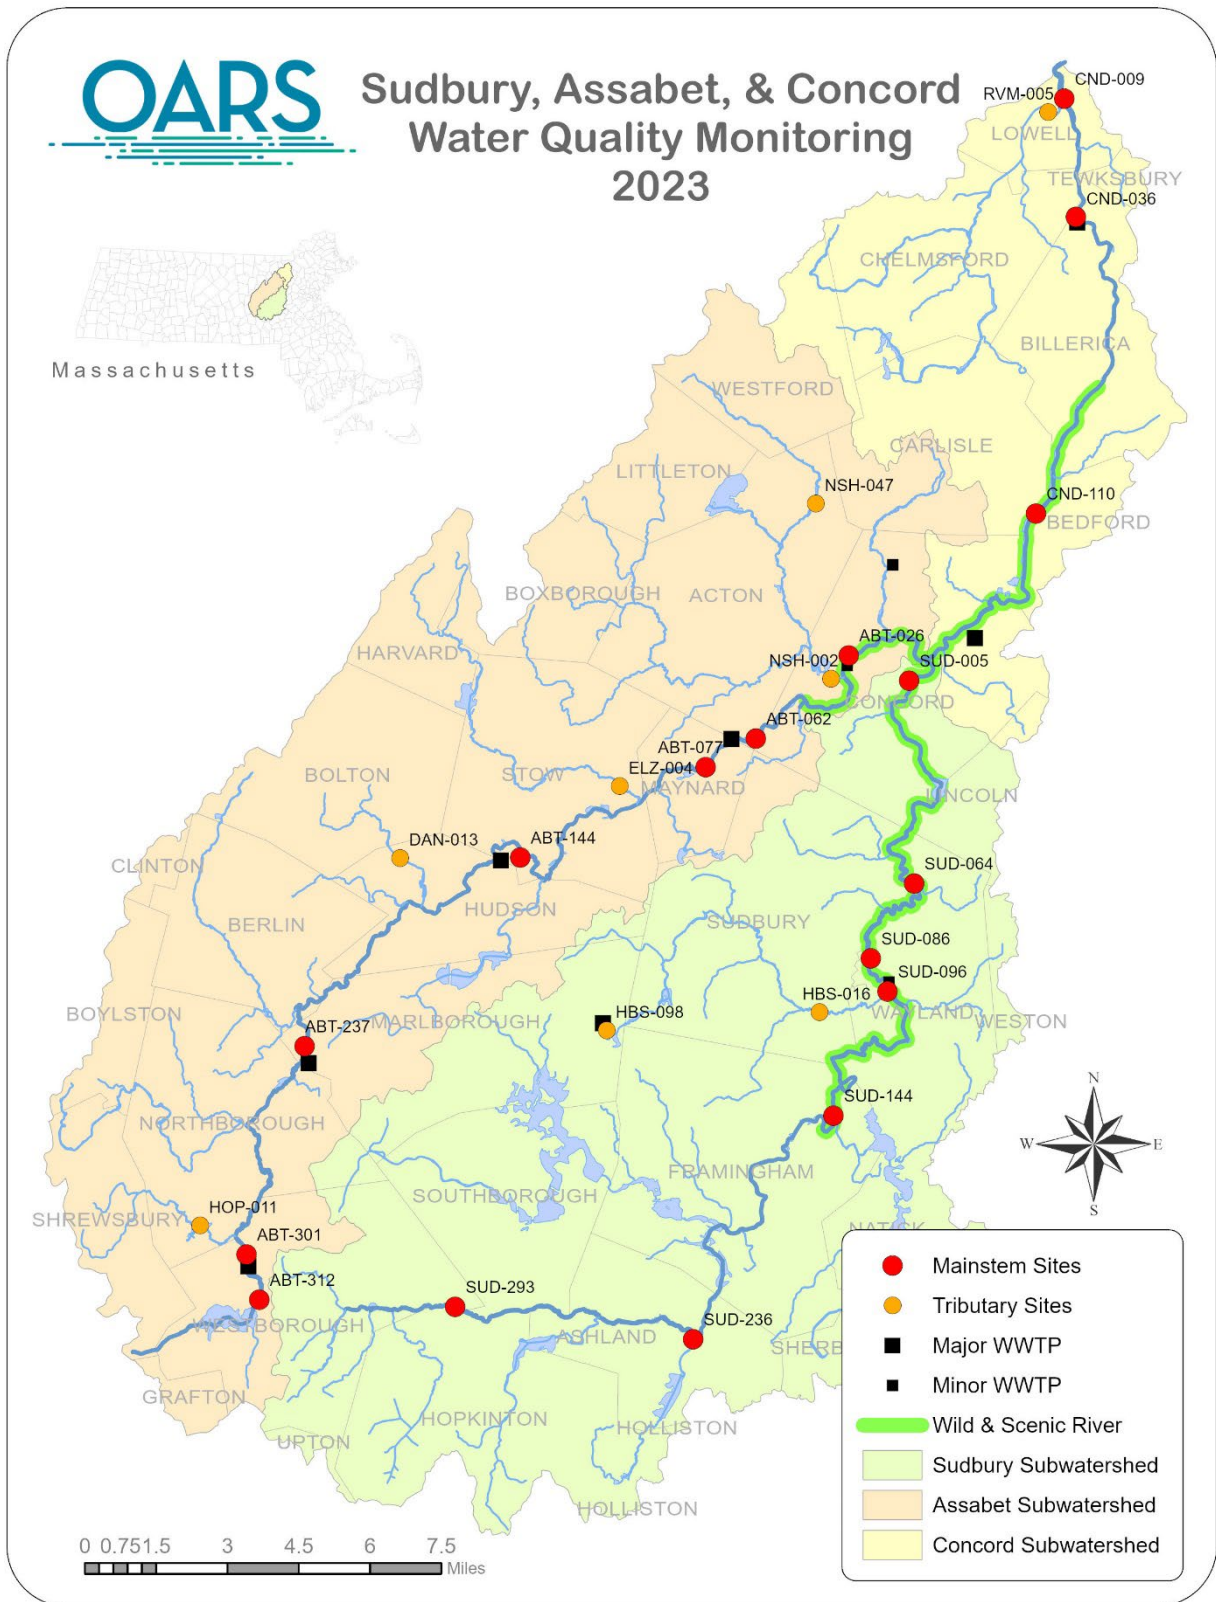 OARS
Sudbury, Assabet, & Concord
Water Quality Monitoring
2023
Massachusetts
CND-009
RVM-005
LOWELL
TEWKSBURY
CND-036
CHELMSFORD
BILLERICA
WESTFORD
CARLISLE
LITTLETON
NSH-047
CND-110
BEDFORD
BOXBOROUGH
ACTON
HARVARD
ABT-026
NSH-002
SUD-005
CONCORD
ABT-062
ABT-077
BOLTON
STOW
ELZ-004
MAYNARD
LINCOLN
DAN-013
ABT-144
CLINTON
SUD-064
HUDSON
BERLIN
SUDBURY
SUD-086
SUD-096
HBS-016
HBS-098
WAYLAND
WESTON
BOYLSTON
MARLBOROUGH
ABT-237
SUD-144
NORTHBOROUGH
FRAMINGHAM
SOUTHBOROUGH
HOP-011
SHREWSBURY
NATICK
ABT-301
ABT-312
SUD-293
WESTBOROUGH
ASHLAND
SUD-236
SHERB
GRAFTON
HOPKINTON
HOLLISTON
UPTON
HOLLISTON
N
W
E
S
Mainstem Sites
Tributary Sites
Major WWTP
Minor WWTP
Wild & Scenic River
Sudbury Subwatershed
Assabet Subwatershed
Concord Subwatershed
0 0.75 1.5 3 4.5 6 7.5
Miles